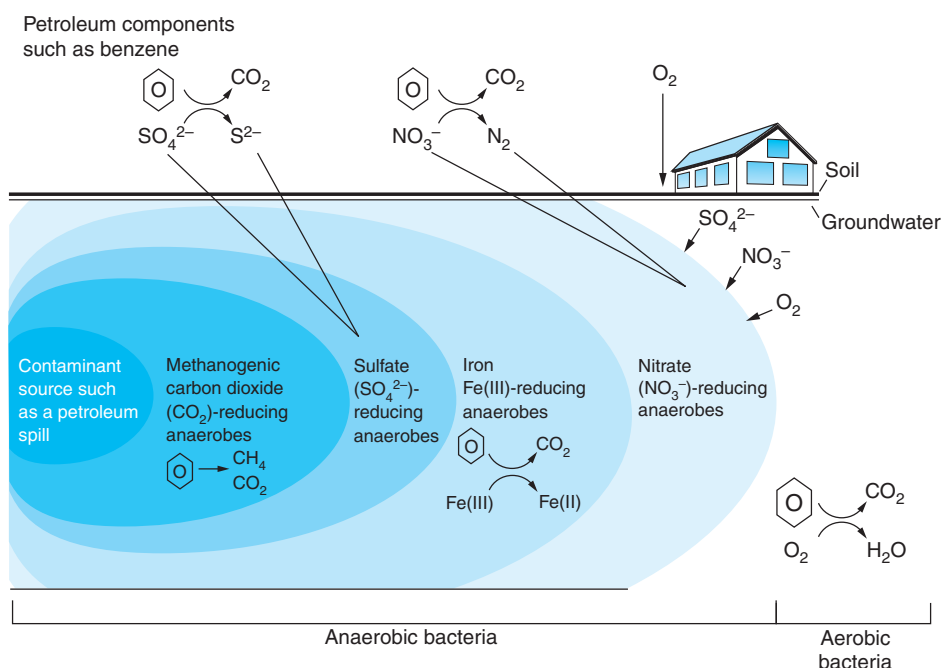 Petroleum components
such as benzene
CO₂
SO₄²⁻ S²⁻
CO₂
NO₃⁻ N₂
O₂
Soil
Groundwater
SO₄²⁻
NO₃⁻
O₂
Contaminant
source such
as a petroleum
spill
Methanogenic
carbon dioxide
(CO₂)-reducing
anaerobes
CH₄
CO₂
Sulfate
(SO₄²⁻)-
reducing
anaerobes
Iron
Fe(III)-reducing
anaerobes
CO₂
Fe(III) Fe(II)
Nitrate
(NO₃⁻)-reducing
anaerobes
CO₂
O₂ H₂O
Anaerobic bacteria
Aerobic
bacteria